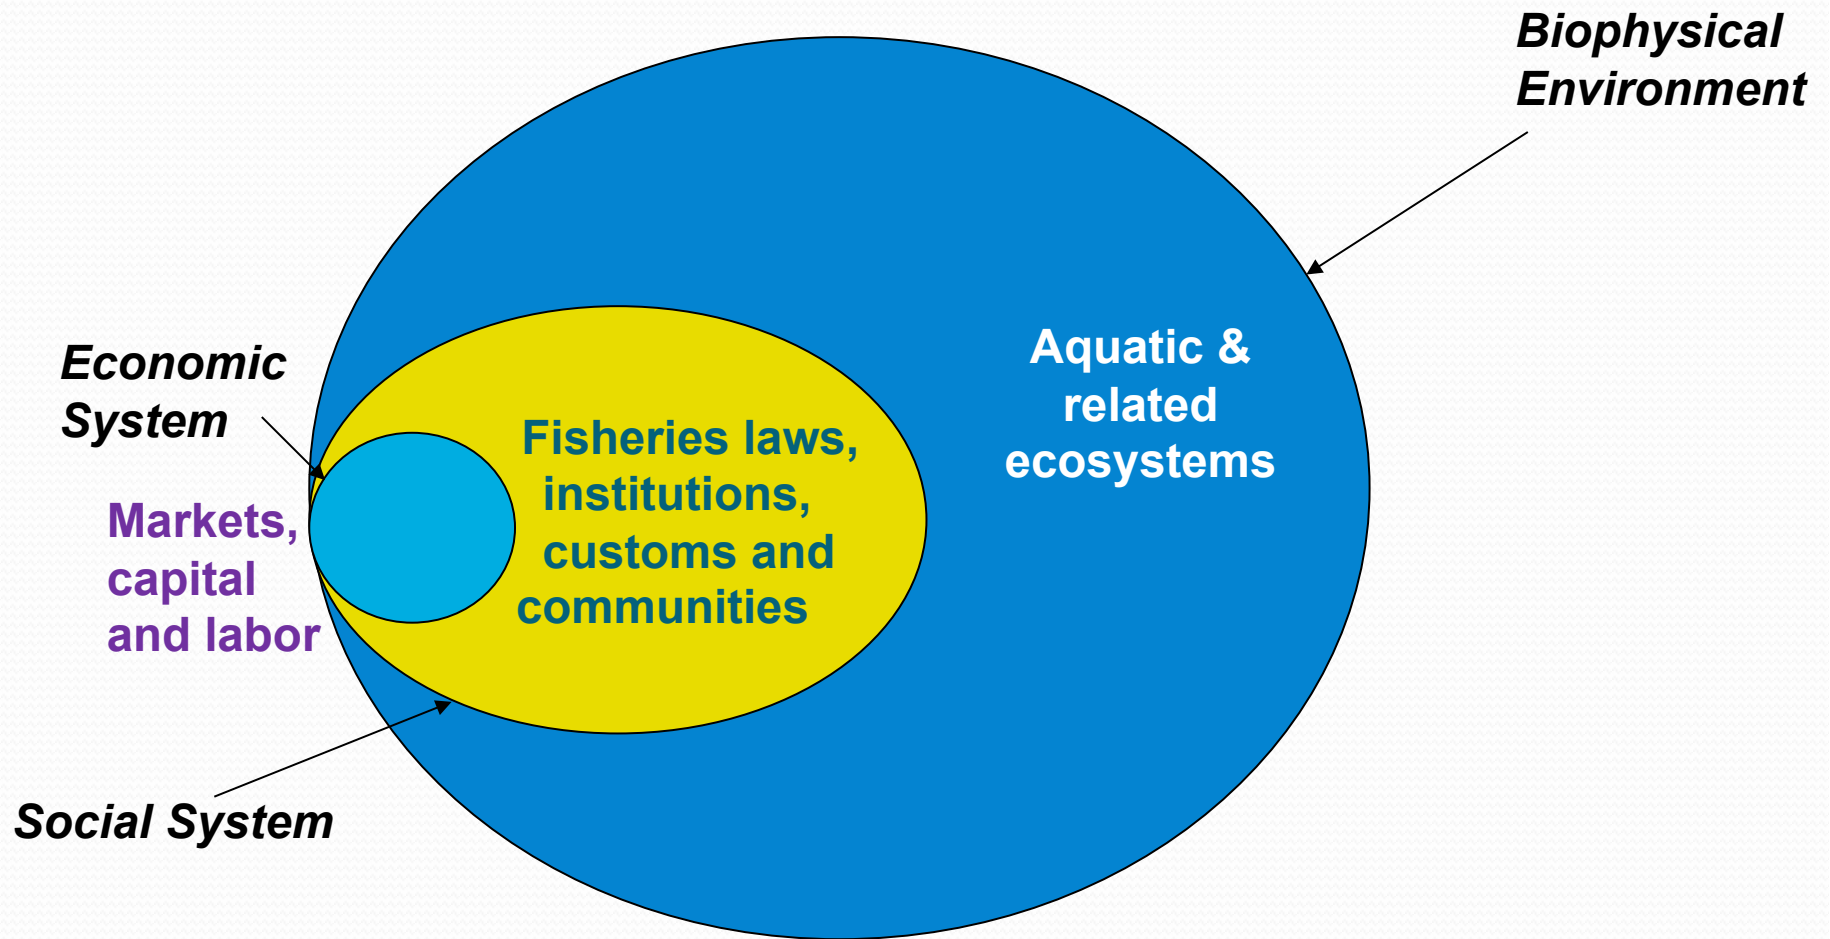 Biophysical
Environment
Economic
System
Markets,
capital
and labor
Fisheries laws,
institutions,
customs and
communities
Aquatic &
related
ecosystems
Social System